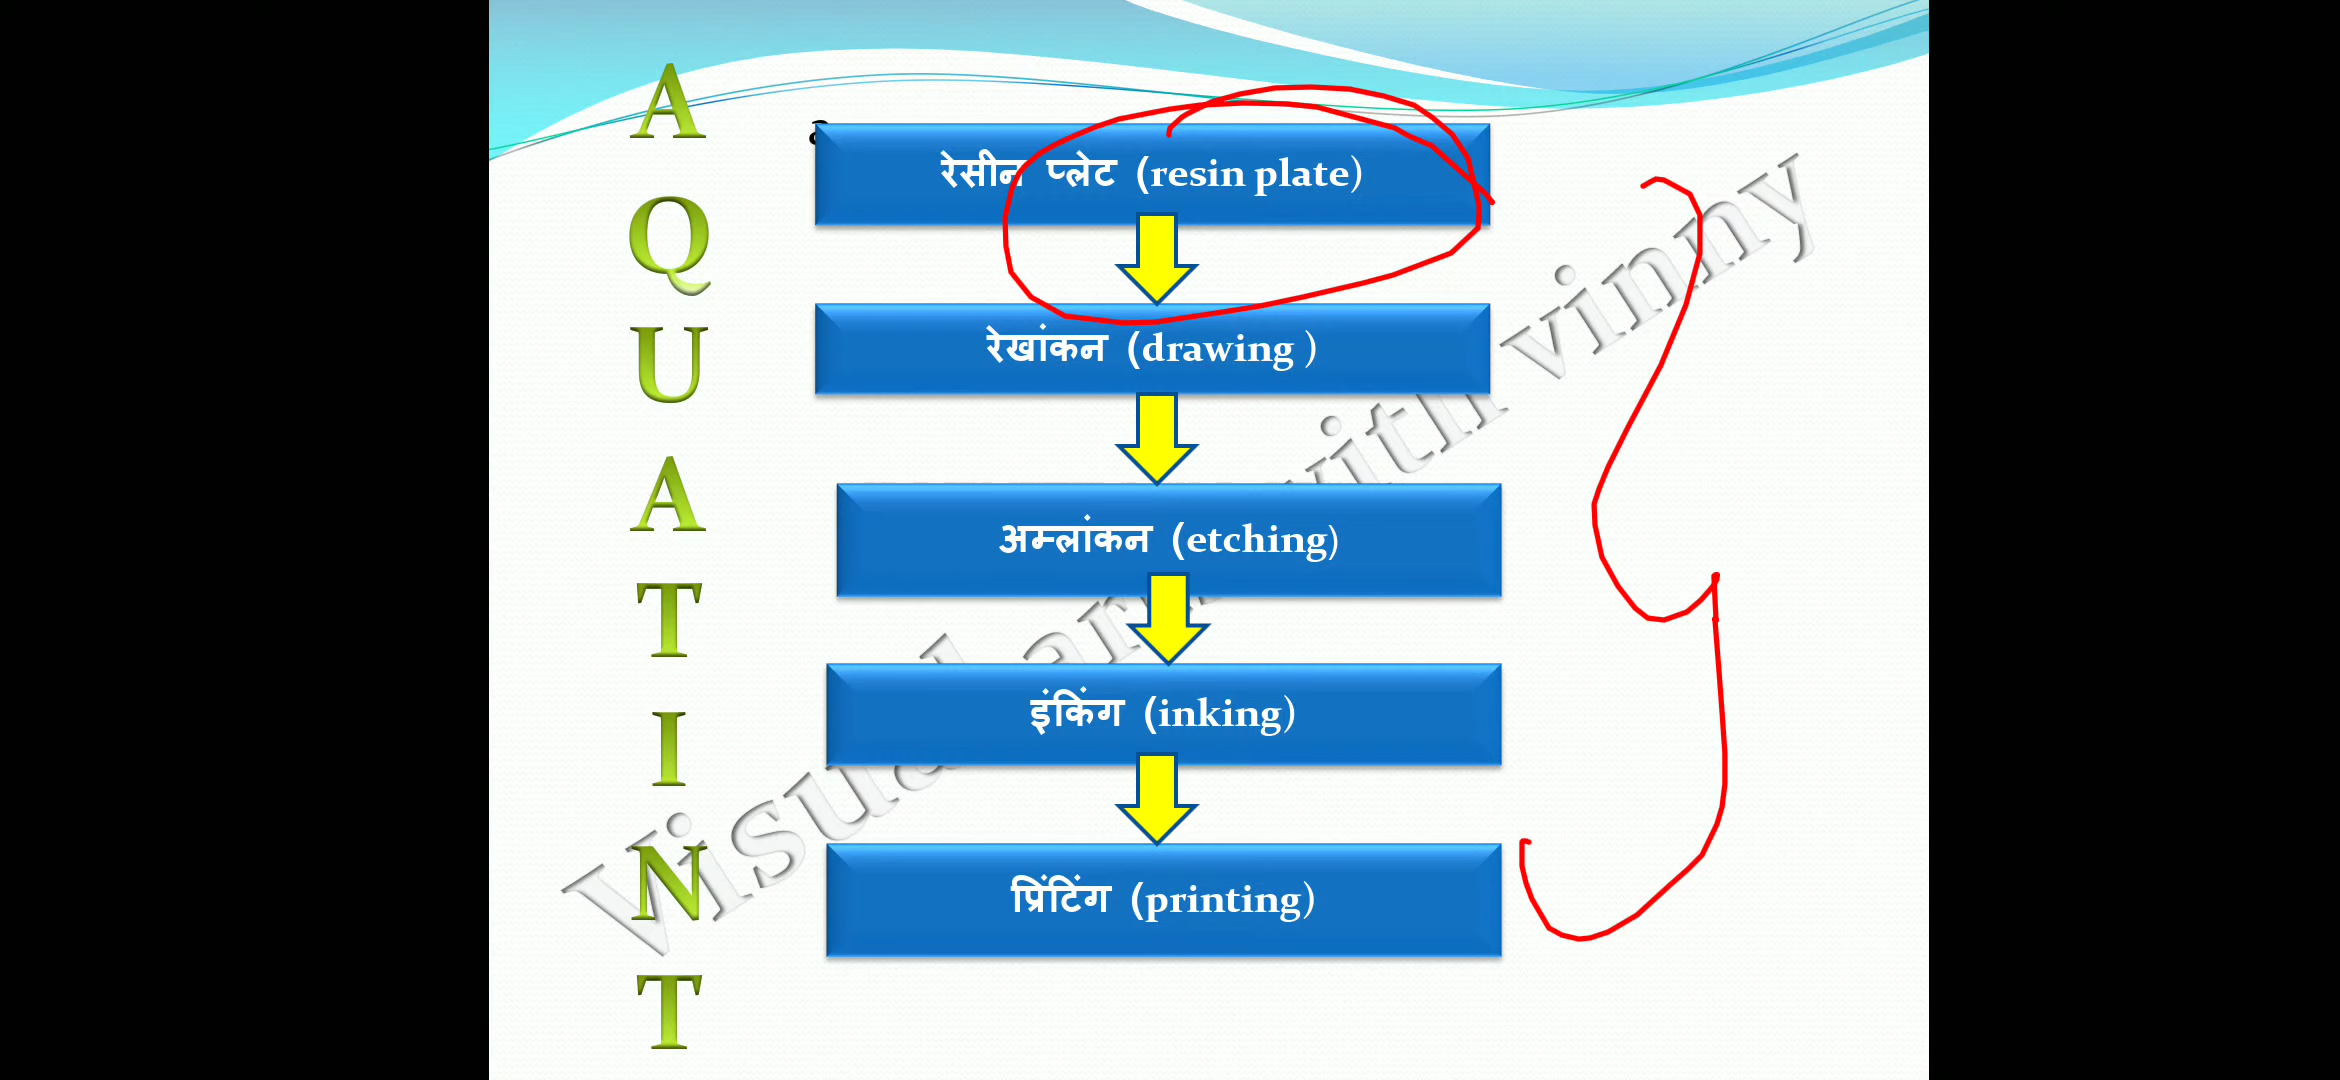 AQUATINT
रेसीन प्लेट (resin plate)
रेखांकन (drawing )
अम्लांकन (etching)
इंकिंग (inking)
प्रिंटिंग (printing)
Visual art with vinny